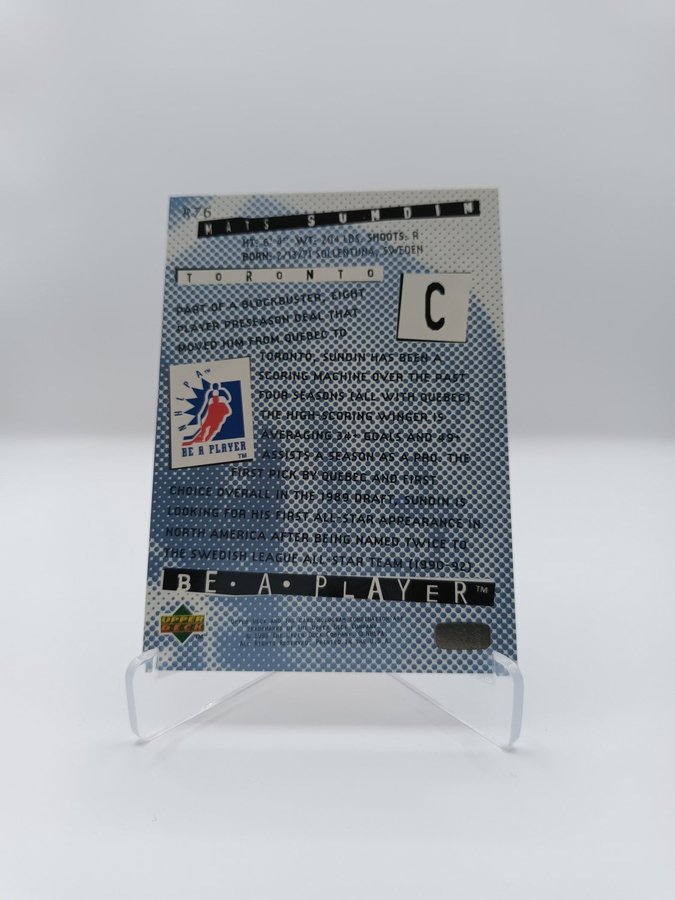 R76
MATS SUNDIN
HT: 6' 4" WT: 204 LBS. SHOOTS: R
BORN: 2/13/71 SOLLENTUNA, SWEDEN
TORONTO
C
PART OF A BLOCKBUSTER, EIGHT
PLAYER PRESEASON DEAL THAT
MOVED HIM FROM QUEBEC TO
TORONTO, SUNDIN HAS BEEN A
SCORING MACHINE OVER THE PAST
FOUR SEASONS (ALL WITH QUEBEC).
THE HIGH-SCORING WINGER IS
AVERAGING 34+ GOALS AND 49+
ASSISTS A SEASON AS A PRO. THE
FIRST PICK BY QUEBEC AND FIRST
CHOICE OVERALL IN THE 1989 DRAFT, SUNDIN IS
LOOKING FOR HIS FIRST ALL-STAR APPEARANCE IN
NORTH AMERICA AFTER BEING NAMED TWICE TO
THE SWEDISH LEAGUE ALL-STAR TEAM (1990-92).
NHLPA
BE A PLAYER
TM
BE•A•PLAYER™
UPPER
DECK